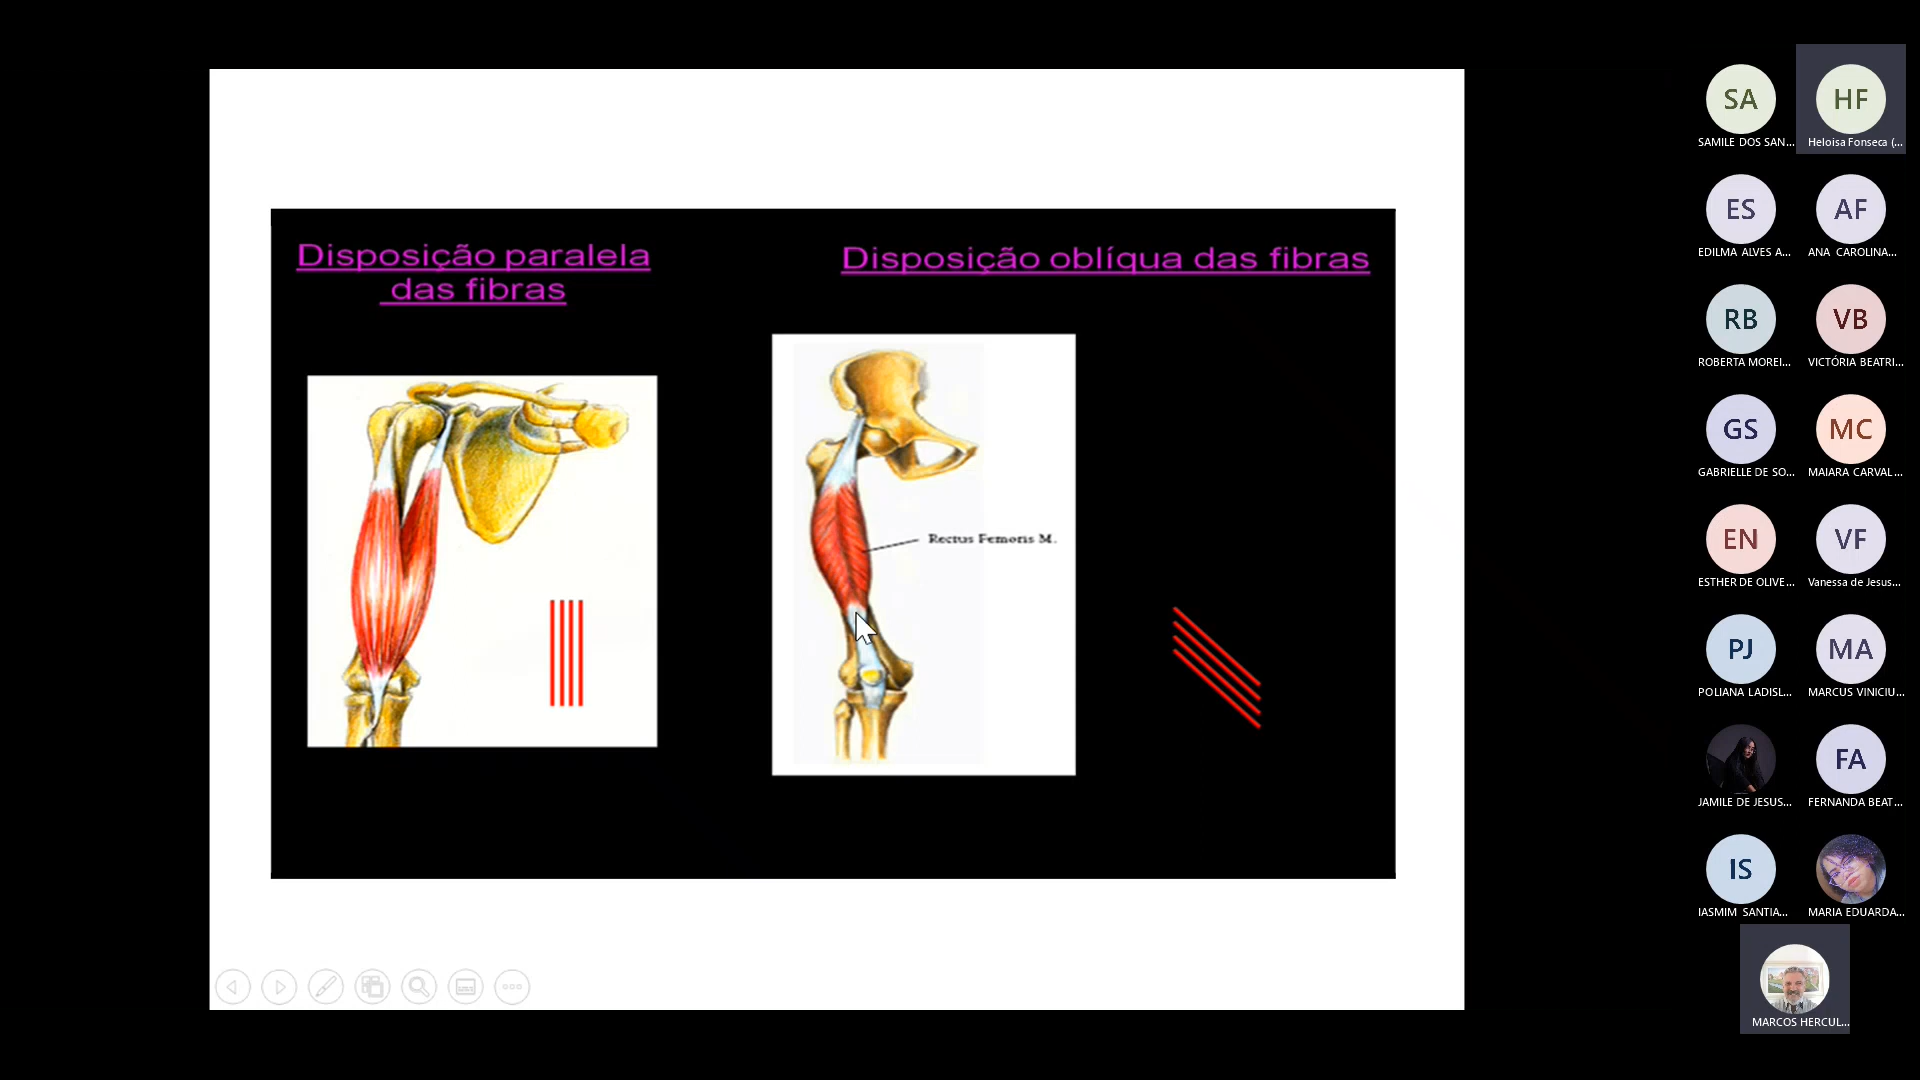 Disposição paralela
das fibras
Disposição oblíqua das fibras
Rectus Femoris M.
SA
SAMILE DOS SAN...
HF
Heloisa Fonseca (...
ES
EDILMA ALVES A...
AF
ANA CAROLINA...
RB
ROBERTA MOREI...
VB
VICTÓRIA BEATRI...
GS
GABRIELLE DE SO...
MC
MAIARA CARVAL...
EN
ESTHER DE OLIVE...
VF
Vanessa de Jesus...
PJ
POLIANA LADISL...
MA
MARCUS VINICIU...
JAMILE DE JESUS...
FA
FERNANDA BEAT...
IS
IASMIM SANTIA...
MARIA EDUARDA...
MARCOS HERCUL...